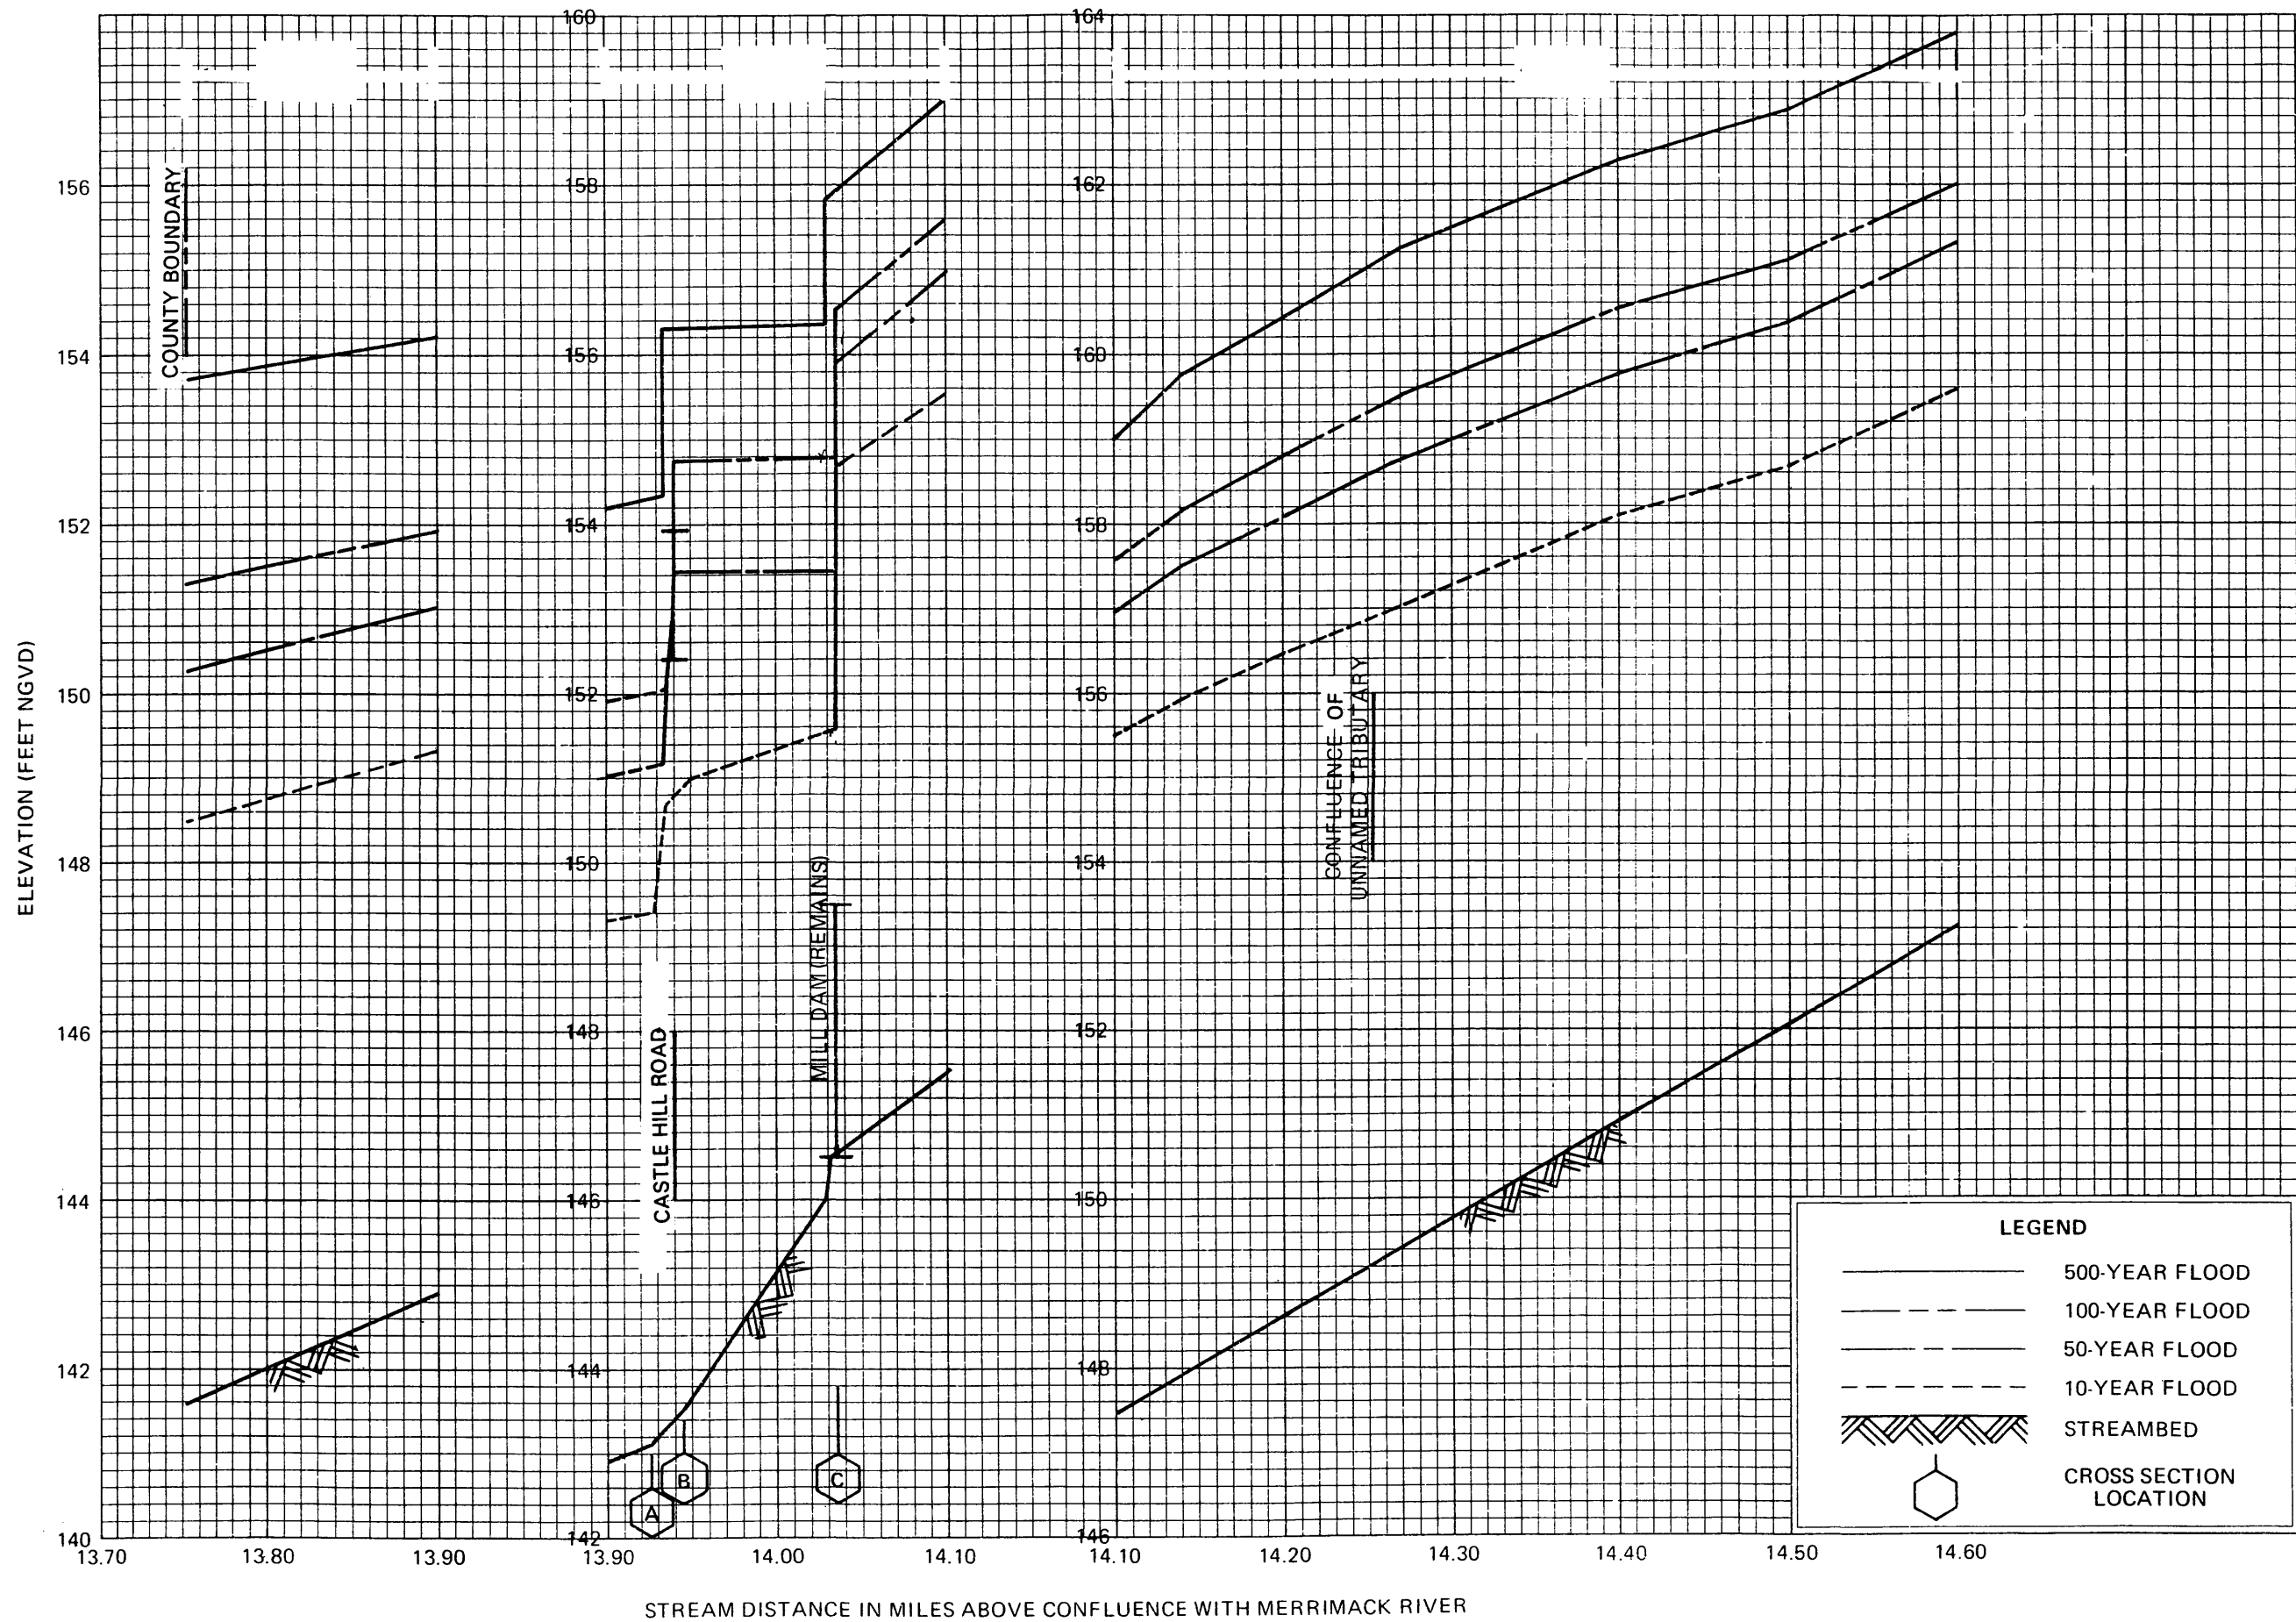 160
164
156
158
162
154
156
160
152
154
158
150
152
156
148
150
154
146
148
152
144
146
150
142
144
148
140
142
146
ELEVATION (FEET NGVD)
COUNTY BOUNDARY
CASTLE HILL ROAD
MILL DAM (REMAINS)
CONFLUENCE OF
UNNAMED TRIBUTARY
A
B
C
13.70
13.80
13.90
13.90
14.00
14.10
14.10
14.20
14.30
14.40
14.50
14.60
STREAM DISTANCE IN MILES ABOVE CONFLUENCE WITH MERRIMACK RIVER
LEGEND
500-YEAR FLOOD
100-YEAR FLOOD
50-YEAR FLOOD
10-YEAR FLOOD
STREAMBED
CROSS SECTION
LOCATION